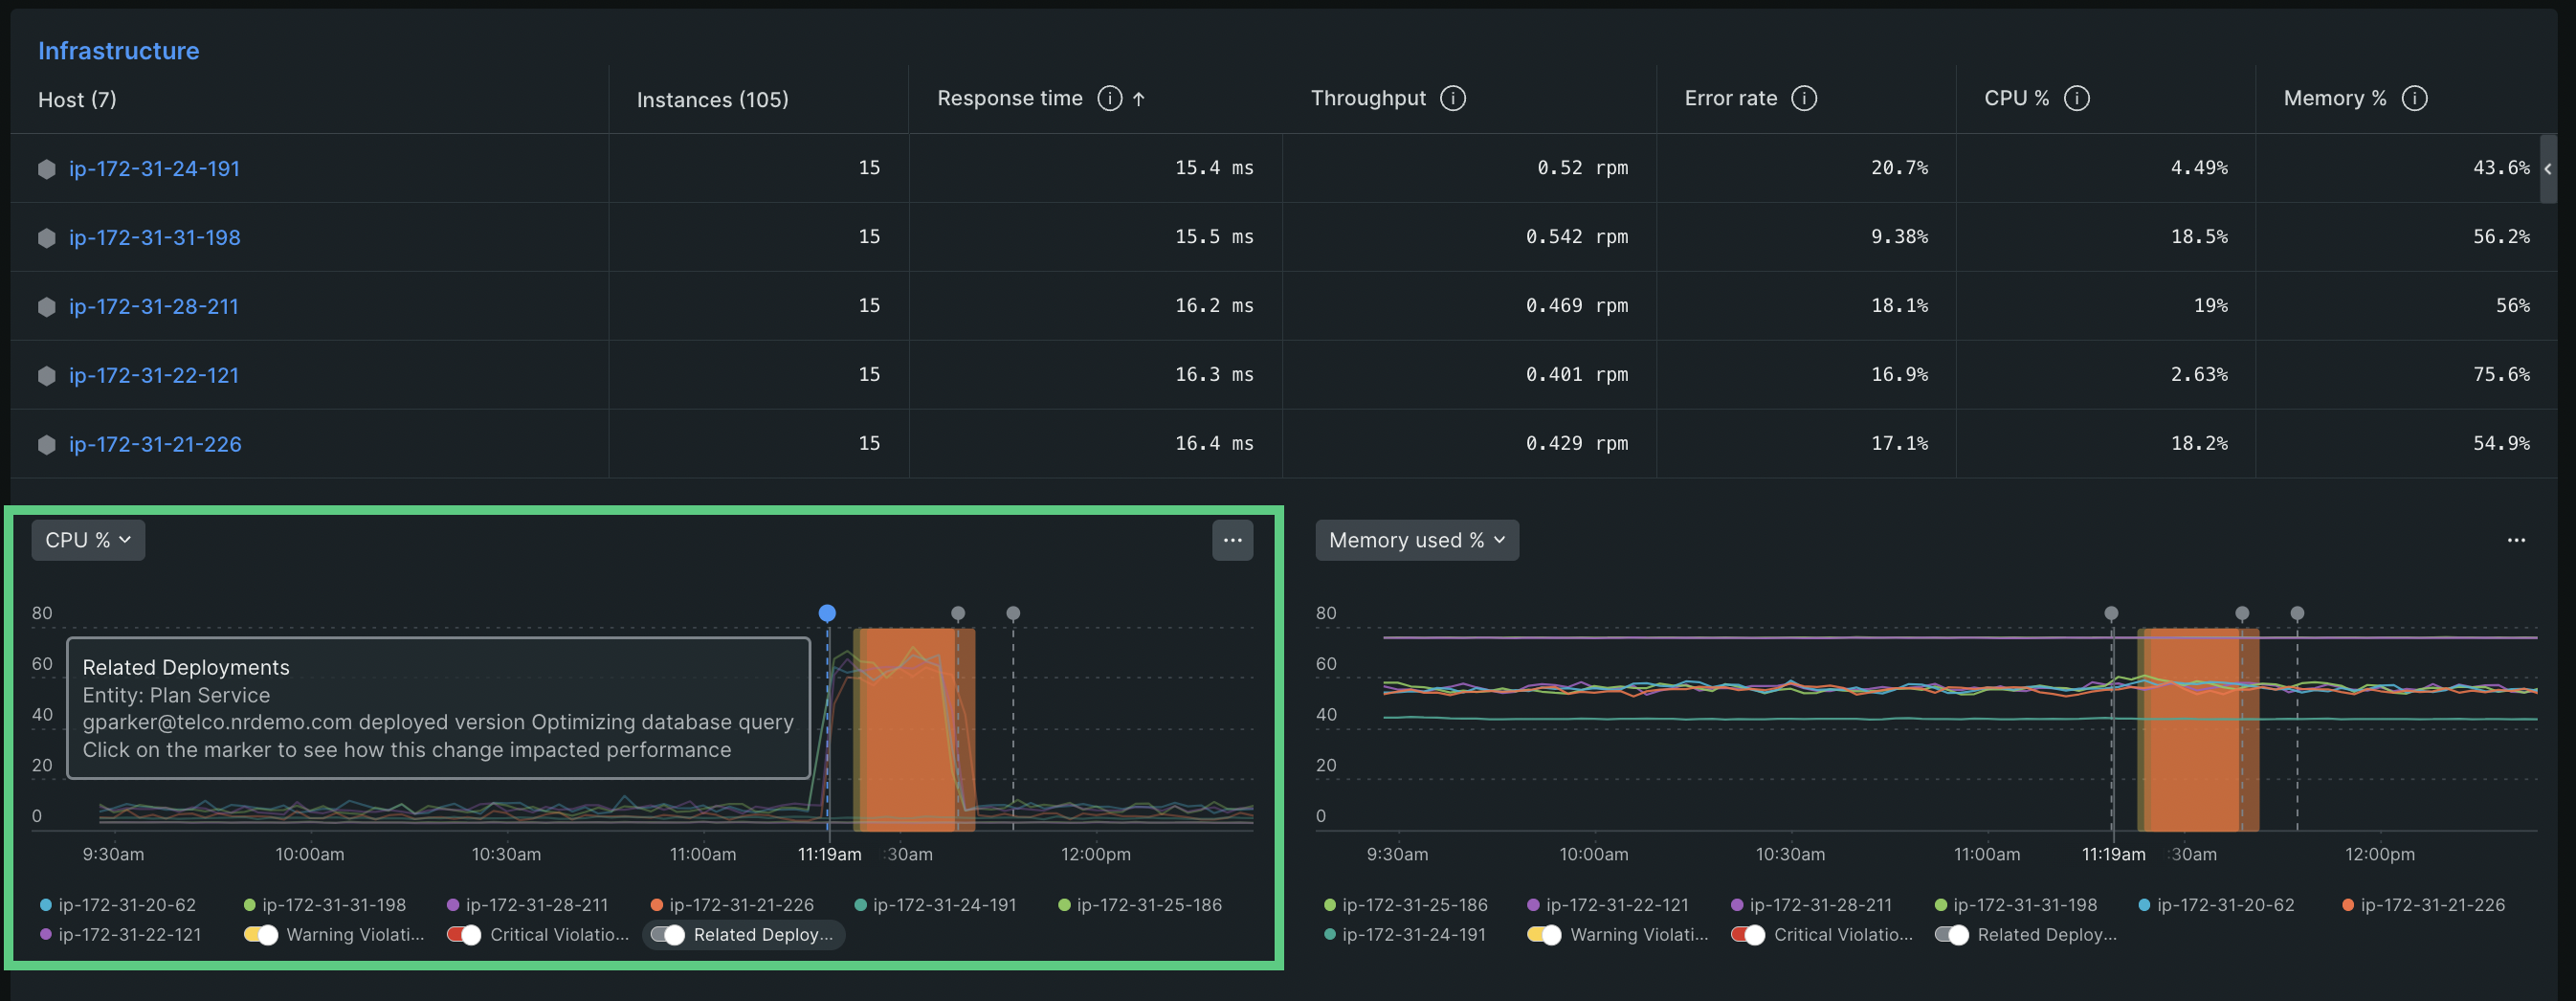 Infrastructure
Host (7) Instances (105) Response time Throughput Error rate CPU % Memory %
ip-172-31-24-191 15 15.4 ms 0.52 rpm 20.7% 4.49% 43.6%
ip-172-31-31-198 15 15.5 ms 0.542 rpm 9.38% 18.5% 56.2%
ip-172-31-28-211 15 16.2 ms 0.469 rpm 18.1% 19% 56%
ip-172-31-22-121 15 16.3 ms 0.401 rpm 16.9% 2.63% 75.6%
ip-172-31-21-226 15 16.4 ms 0.429 rpm 17.1% 18.2% 54.9%
CPU %
80
60
40
20
0
Related Deployments
Entity: Plan Service
gparker@telco.nrdemo.com deployed version Optimizing database query
Click on the marker to see how this change impacted performance
9:30am 10:00am 10:30am 11:00am 11:19am :30am 12:00pm
ip-172-31-20-62 ip-172-31-31-198 ip-172-31-28-211 ip-172-31-21-226 ip-172-31-24-191 ip-172-31-25-186
ip-172-31-22-121 Warning Violati... Critical Violatio... Related Deploy...
Memory used %
80
60
40
20
0
9:30am 10:00am 10:30am 11:00am 11:19am :30am 12:00pm
ip-172-31-25-186 ip-172-31-22-121 ip-172-31-28-211 ip-172-31-31-198 ip-172-31-20-62 ip-172-31-21-226
ip-172-31-24-191 Warning Violati... Critical Violatio... Related Deploy...